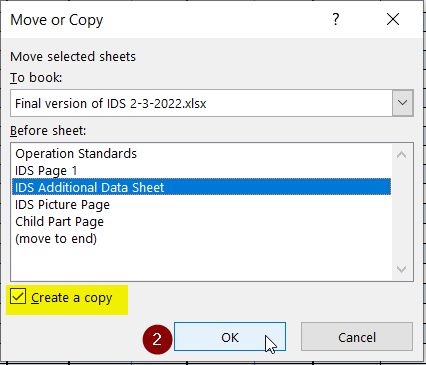 Move or Copy
?
Move selected sheets
To book:
Final version of IDS 2-3-2022.xlsx
Before sheet:
Operation Standards
IDS Page 1
IDS Additional Data Sheet
IDS Picture Page
Child Part Page
(move to end)
Create a copy
2 OK Cancel